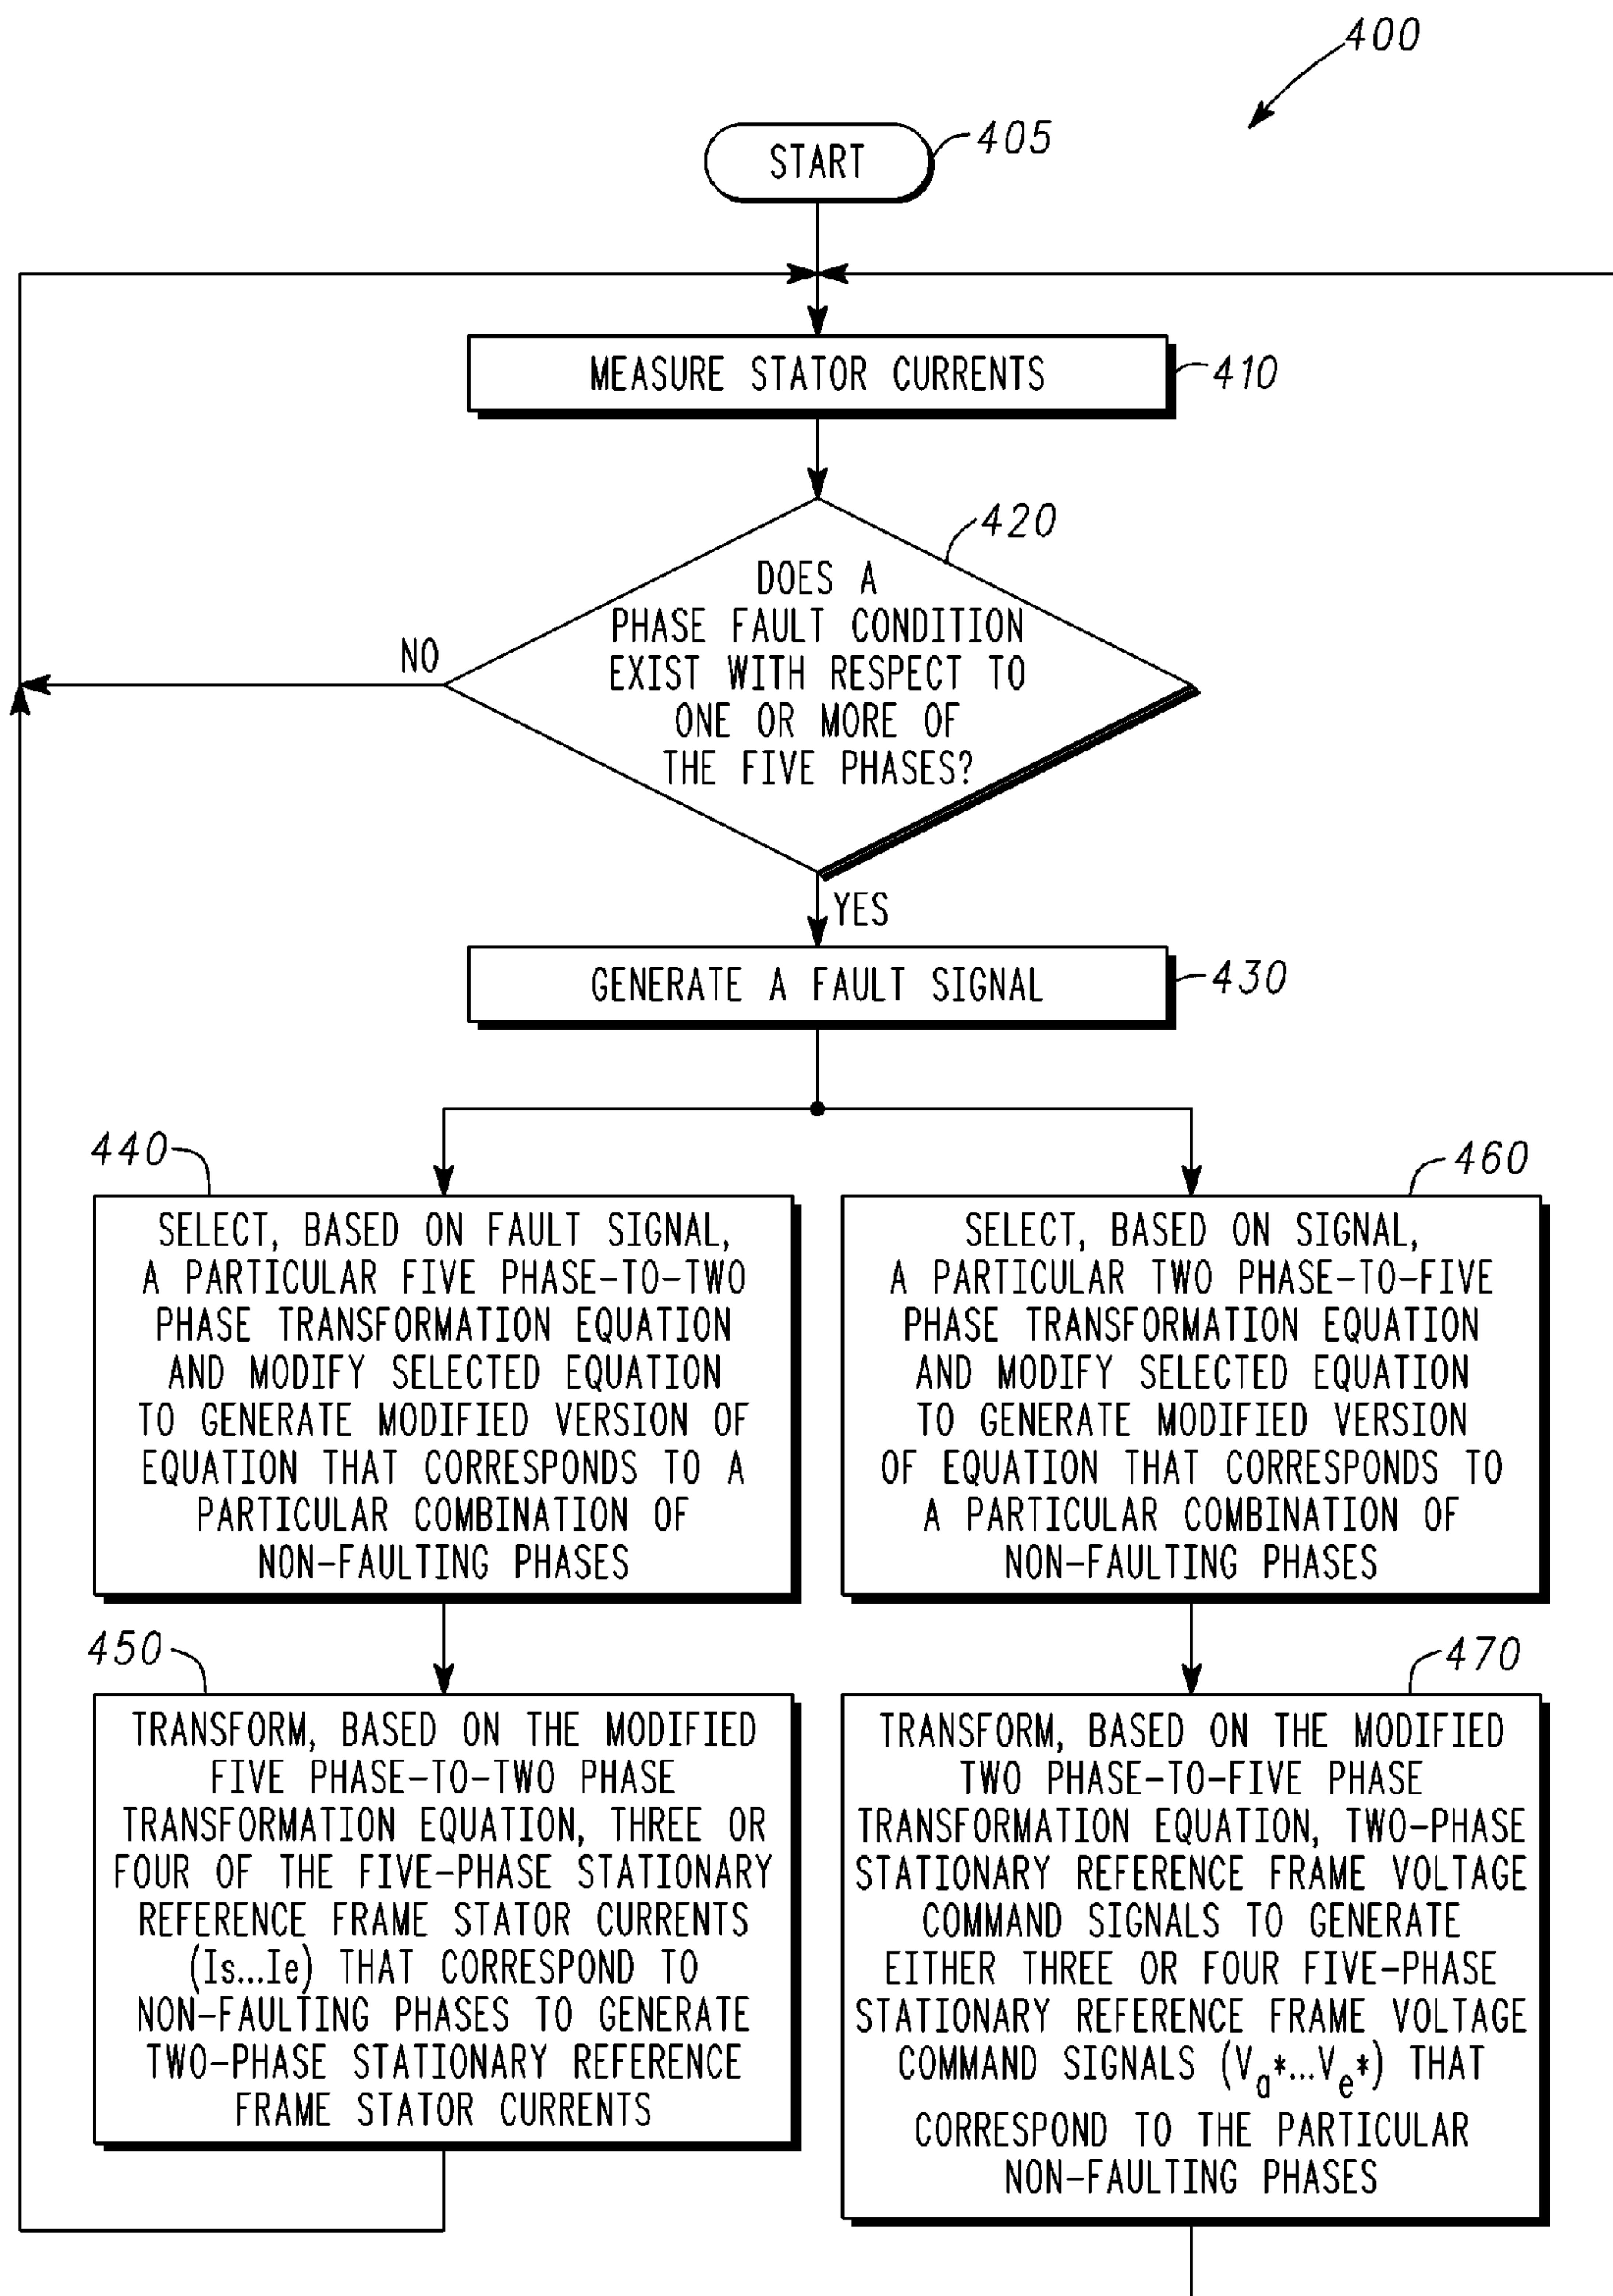 400
START
405
MEASURE STATOR CURRENTS
410
420
DOES A
PHASE FAULT CONDITION
EXIST WITH RESPECT TO
ONE OR MORE OF
THE FIVE PHASES?
NO
YES
GENERATE A FAULT SIGNAL
430
440
SELECT, BASED ON FAULT SIGNAL,
A PARTICULAR FIVE PHASE-TO-TWO
PHASE TRANSFORMATION EQUATION
AND MODIFY SELECTED EQUATION
TO GENERATE MODIFIED VERSION OF
EQUATION THAT CORRESPONDS TO A
PARTICULAR COMBINATION OF
NON-FAULTING PHASES
460
SELECT, BASED ON SIGNAL,
A PARTICULAR TWO PHASE-TO-FIVE
PHASE TRANSFORMATION EQUATION
AND MODIFY SELECTED EQUATION
TO GENERATE MODIFIED VERSION
OF EQUATION THAT CORRESPONDS TO
A PARTICULAR COMBINATION OF
NON-FAULTING PHASES
450
TRANSFORM, BASED ON THE MODIFIED
FIVE PHASE-TO-TWO PHASE
TRANSFORMATION EQUATION, THREE OR
FOUR OF THE FIVE-PHASE STATIONARY
REFERENCE FRAME STATOR CURRENTS
(Is...Ie) THAT CORRESPOND TO
NON-FAULTING PHASES TO GENERATE
TWO-PHASE STATIONARY REFERENCE
FRAME STATOR CURRENTS
470
TRANSFORM, BASED ON THE MODIFIED
TWO PHASE-TO-FIVE PHASE
TRANSFORMATION EQUATION, TWO-PHASE
STATIONARY REFERENCE FRAME VOLTAGE
COMMAND SIGNALS TO GENERATE
EITHER THREE OR FOUR FIVE-PHASE
STATIONARY REFERENCE FRAME VOLTAGE
COMMAND SIGNALS (Va*...Ve*) THAT
CORRESPOND TO THE PARTICULAR
NON-FAULTING PHASES